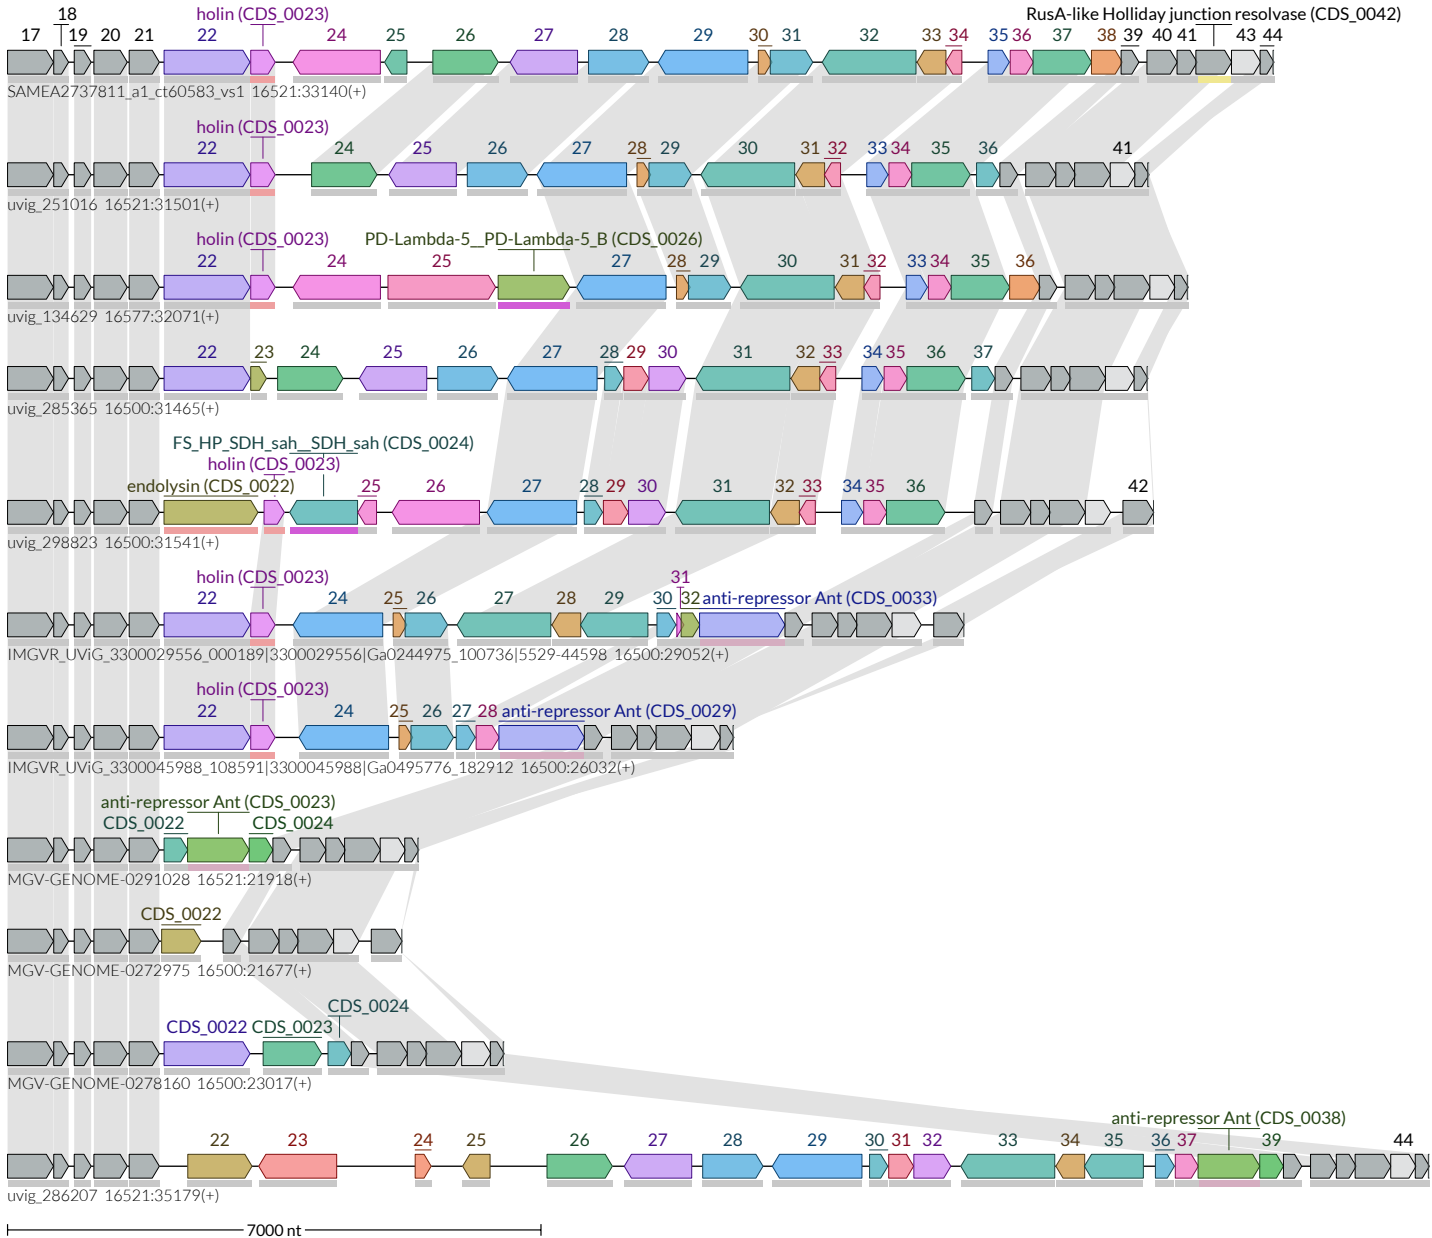 18 holin (CDS_0023) RusA-like Holliday junction resolvase (CDS_0042)
17 19 20 21 22 24 25 26 27 28 29 30 31 32 33 34 35 36 37 38 39 40 41 43 44
SAMEA2737811_a1_ct60583_vs1 16521:33140(+)
holin (CDS_0023)
22 24 25 26 27 28 29 30 31 32 33 34 35 36 41
uvig_251016 16521:31501(+)
holin (CDS_0023) PD-Lambda-5__PD-Lambda-5_B (CDS_0026)
22 24 25 27 28 29 30 31 32 33 34 35 36
uvig_134629 16577:32071(+)
22 23 24 25 26 27 28 29 30 31 32 33 34 35 36 37
uvig_285365 16500:31465(+)
FS_HP_SDH_sah__SDH_sah (CDS_0024)
holin (CDS_0023)
endolysin (CDS_0022) 25 26 27 28 29 30 31 32 33 34 35 36 42
uvig_298823 16500:31541(+)
holin (CDS_0023) 31
22 24 25 26 27 28 29 30 32 anti-repressor Ant (CDS_0033)
IMGVR_UViG_3300029556_000189|3300029556|Ga0244975_100736|5529-44598 16500:29052(+)
holin (CDS_0023)
22 24 25 26 27 28 anti-repressor Ant (CDS_0029)
IMGVR_UViG_3300045988_108591|3300045988|Ga0495776_182912 16500:26032(+)
anti-repressor Ant (CDS_0023)
CDS_0022 CDS_0024
MGV-GENOME-0291028 16521:21918(+)
CDS_0022
MGV-GENOME-0272975 16500:21677(+)
CDS_0024
CDS_0022 CDS_0023
MGV-GENOME-0278160 16500:23017(+)
anti-repressor Ant (CDS_0038)
22 23 24 25 26 27 28 29 30 31 32 33 34 35 36 37 39 44
uvig_286207 16521:35179(+)
7000 nt